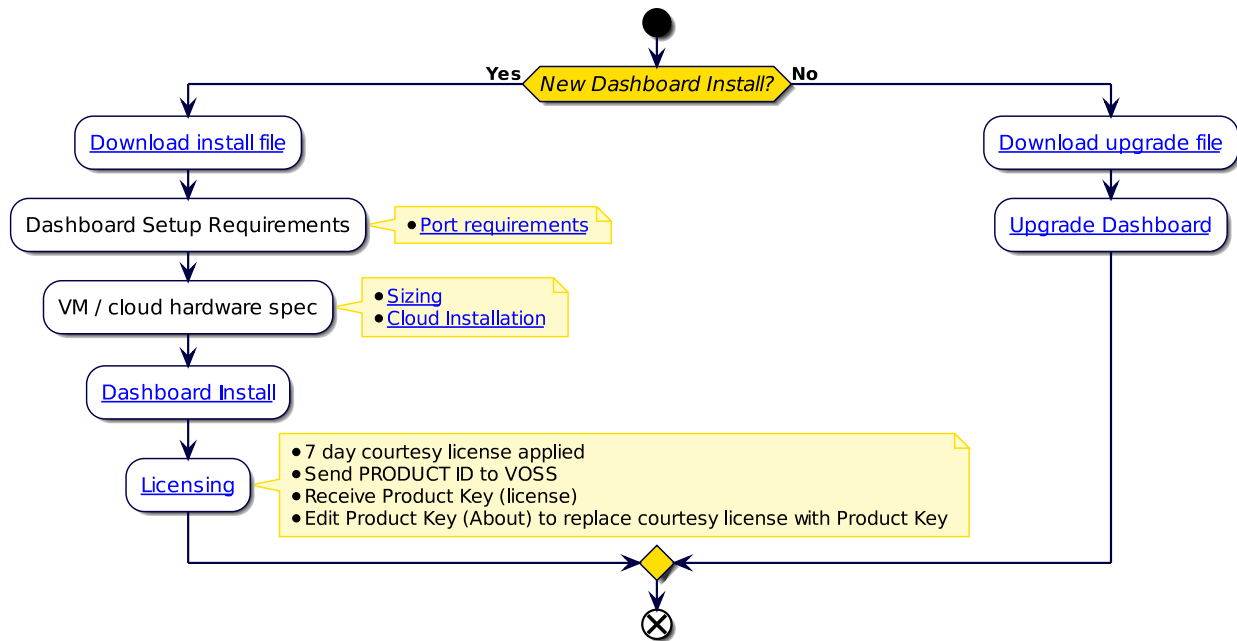 Yes
New Dashboard Install?
No
Download install file
Download upgrade file
Dashboard Setup Requirements
• Port requirements
Upgrade Dashboard
VM / cloud hardware spec
• Sizing
• Cloud Installation
Dashboard Install
Licensing
• 7 day courtesy license applied
• Send PRODUCT ID to VOSS
• Receive Product Key (license)
• Edit Product Key (About) to replace courtesy license with Product Key